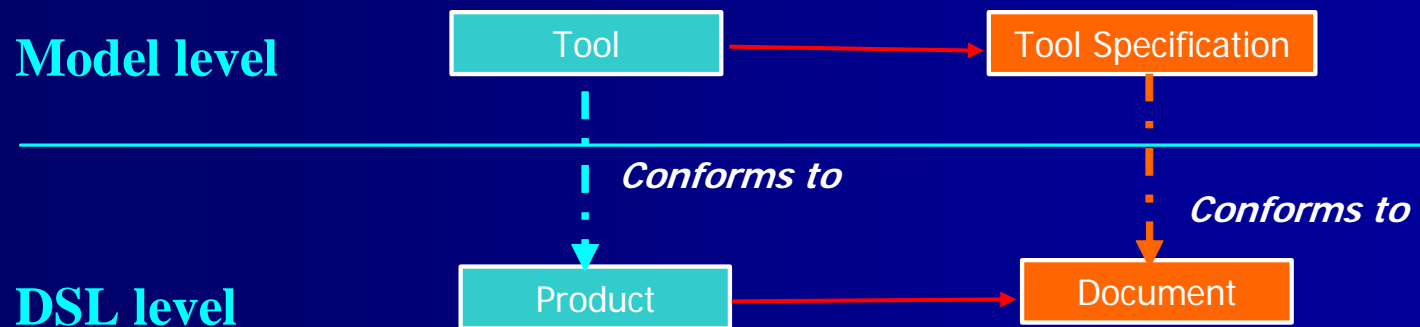 Model level
Tool
Tool Specification
Conforms to
Conforms to
DSL level
Product
Document